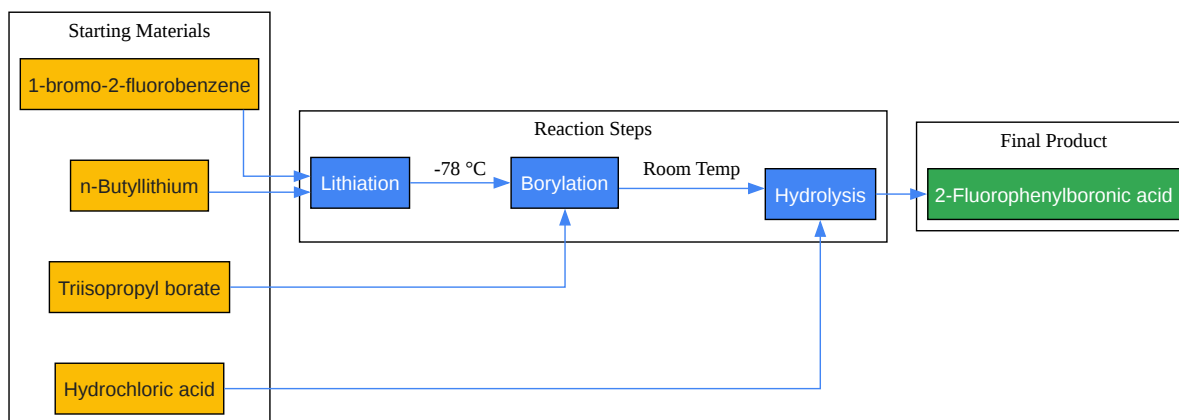 Starting Materials
1-bromo-2-fluorobenzene
n-Butyllithium
Triisopropyl borate
Hydrochloric acid
Reaction Steps
Lithiation
-78 °C
Borylation
Room Temp
Hydrolysis
Final Product
2-Fluorophenylboronic acid